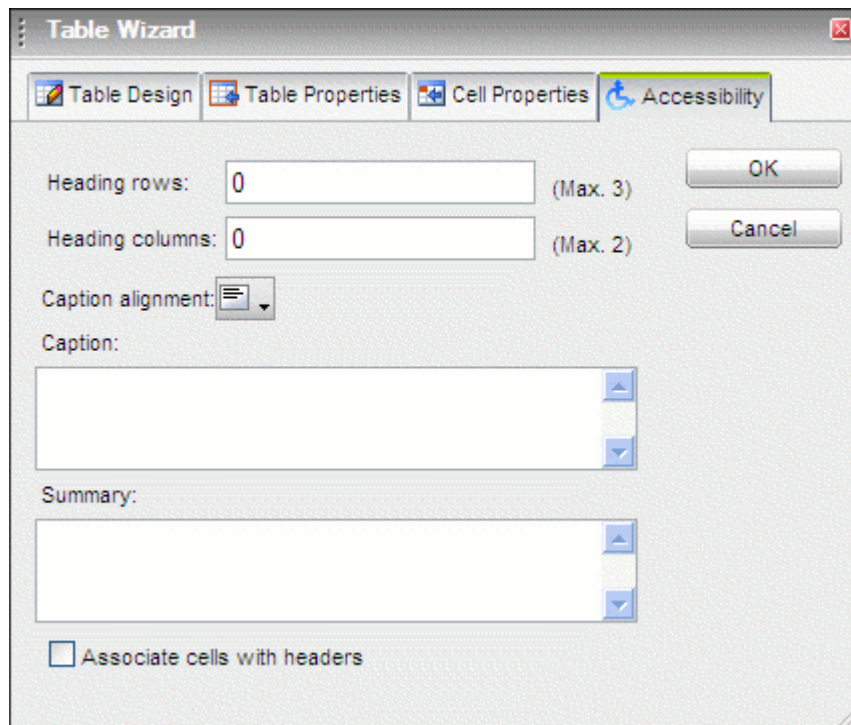 Table Wizard
Table Design Table Properties Cell Properties Accessibility
Heading rows: 0 (Max. 3) OK
Heading columns: 0 (Max. 2) Cancel
Caption alignment:
Caption:
Summary:
Associate cells with headers